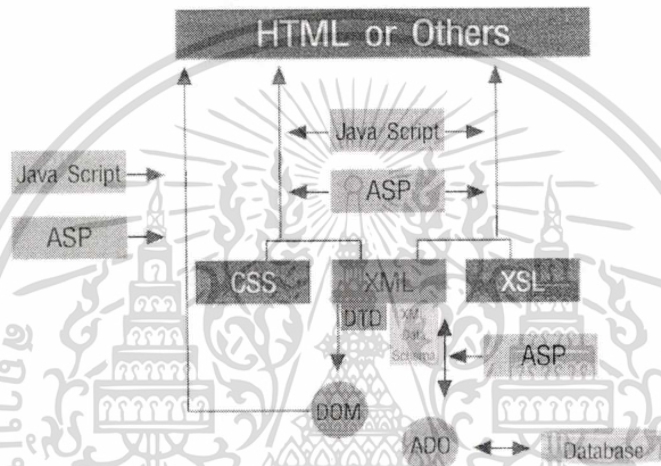 HTML or Others
Java Script
ASP
Java Script
ASP
CSS
XML
XSL
DTD
XML
Data
Schema
ASP
DOM
ADO
Database